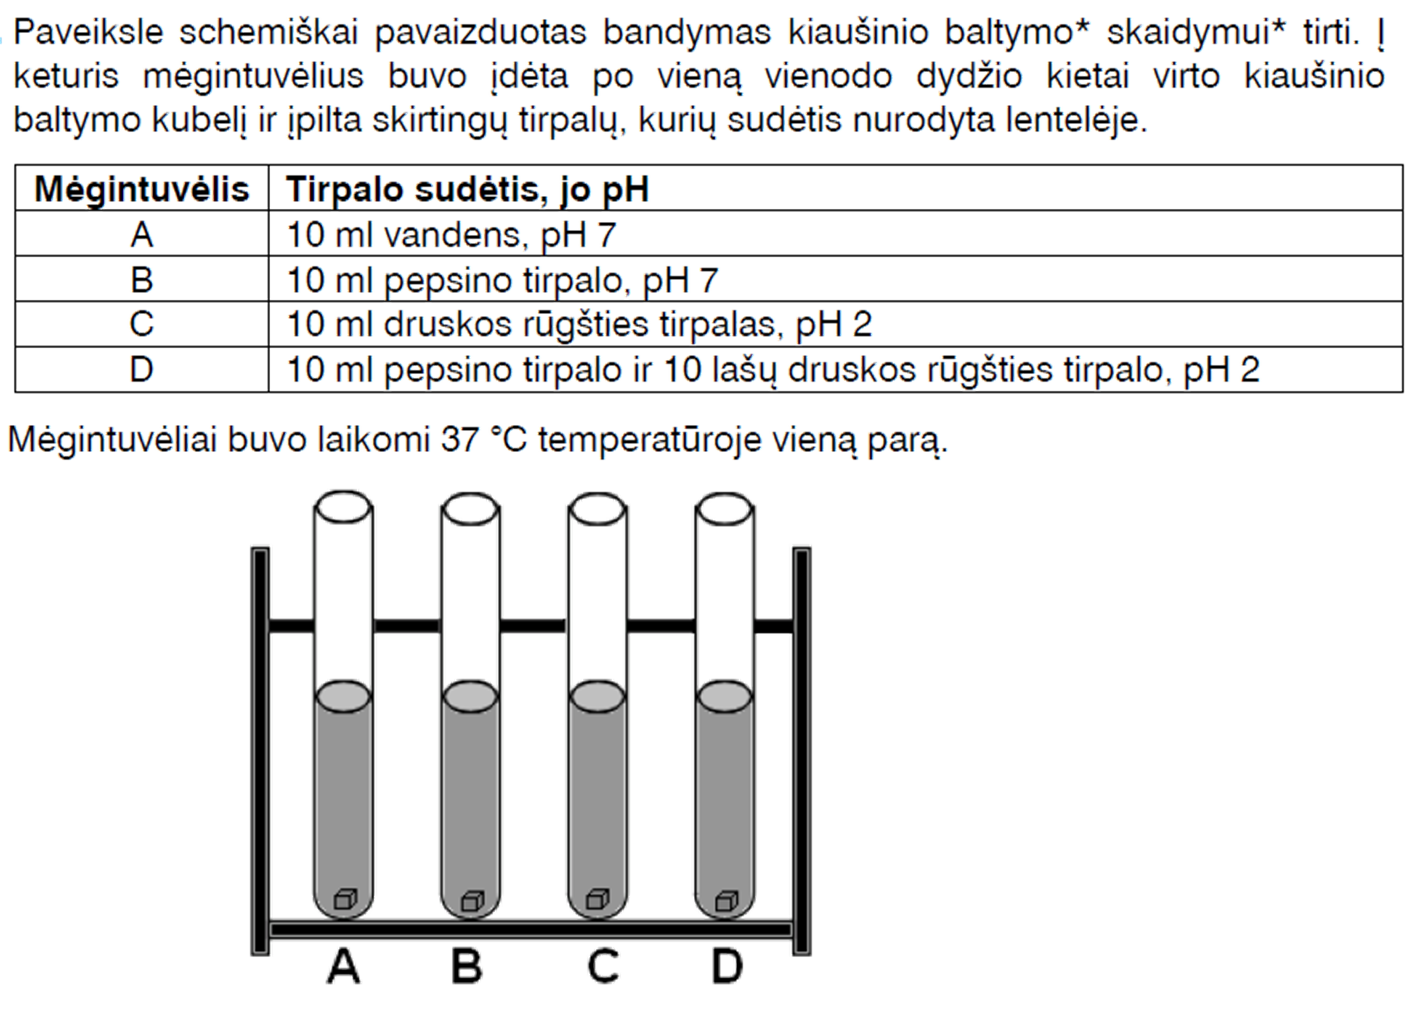 Paveiksle schemiškai pavaizduotas bandymas kiaušinio baltymo* skaidymui* tirti. Į
keturis mėgintuvėlius buvo įdėta po vieną vienodo dydžio kietai virto kiaušinio
baltymo kubelį ir įpilta skirtingų tirpalų, kurių sudėtis nurodyta lentelėje.
Mėgintuvėlis Tirpalo sudėtis, jo pH
A 10 ml vandens, pH 7
B 10 ml pepsino tirpalo, pH 7
C 10 ml druskos rūgšties tirpalas, pH 2
D 10 ml pepsino tirpalo ir 10 lašų druskos rūgšties tirpalo, pH 2
Mėgintuvėliai buvo laikomi 37 °C temperatūroje vieną parą.
A B C D